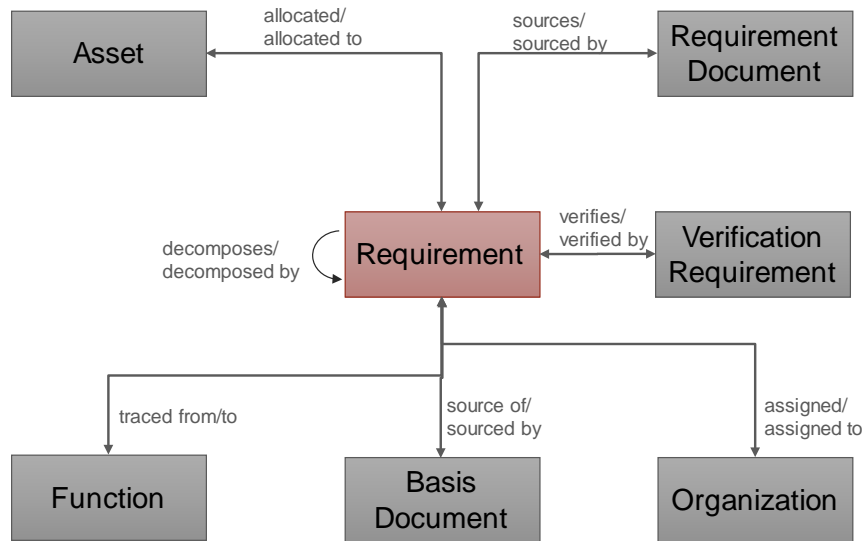 allocated/
allocated to
sources/
sourced by
Asset
Requirement
Document
decomposes/
decomposed by
Requirement
verifies/
verified by
Verification
Requirement
traced from/to
source of/
sourced by
assigned/
assigned to
Function
Basis
Document
Organization